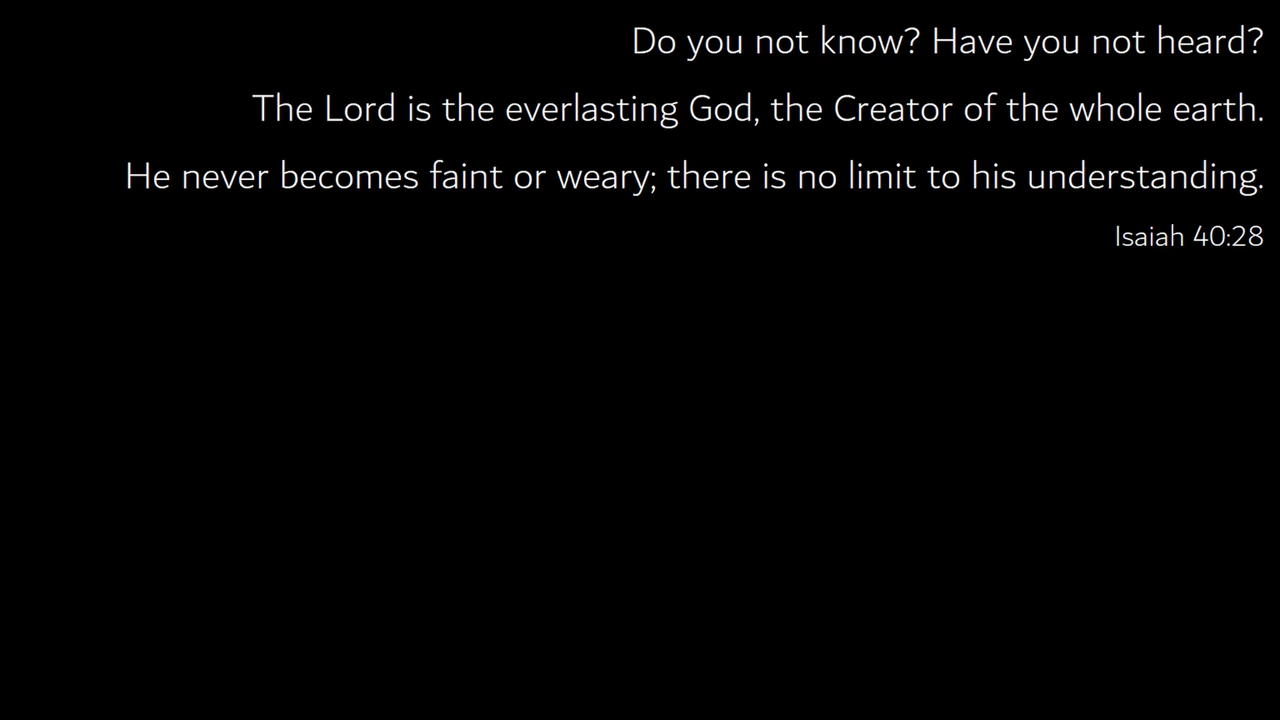 Do you not know? Have you not heard?
The Lord is the everlasting God, the Creator of the whole earth.
He never becomes faint or weary; there is no limit to his understanding.
Isaiah 40:28